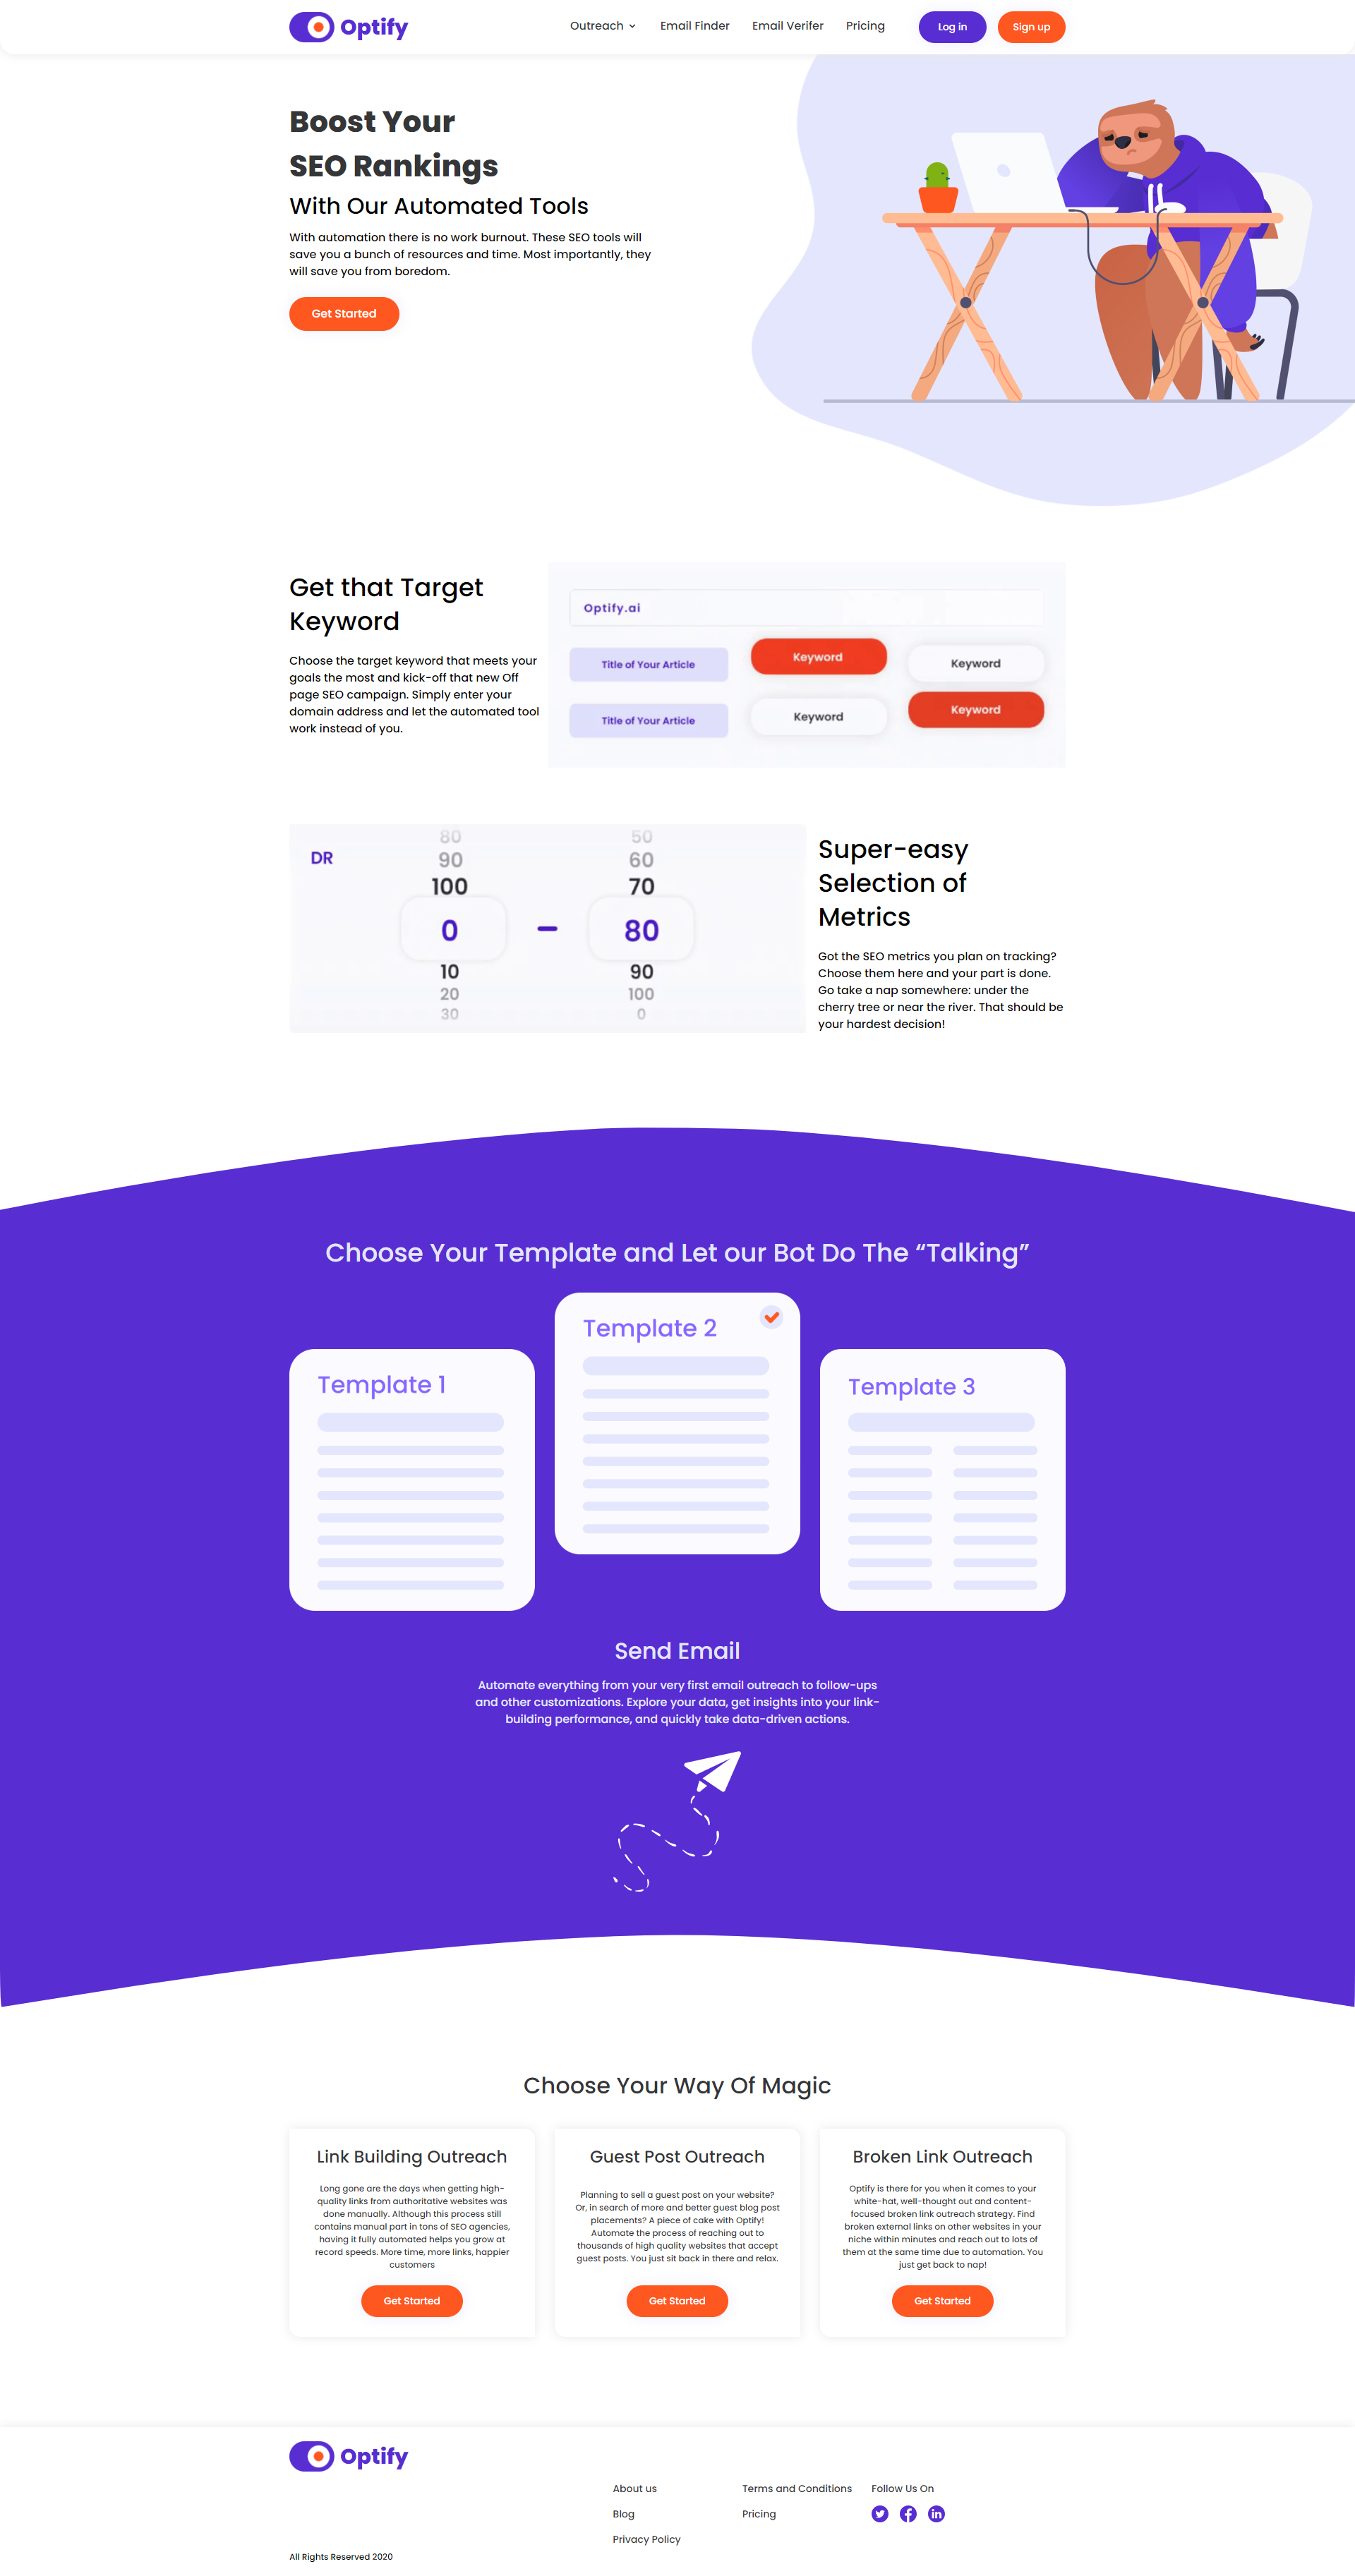 Optify
Outreach
Email Finder
Email Verifer
Pricing
Log in
Sign up
Boost Your
SEO Rankings
With Our Automated Tools
With automation there is no work burnout. These SEO tools will
save you a bunch of resources and time. Most importantly, they
will save you from boredom.
Get Started
Get that Target
Keyword
Choose the target keyword that meets your
goals the most and kick-off that new Off
page SEO campaign. Simply enter your
domain address and let the automated tool
work instead of you.
Optify.ai
Title of Your Article
Keyword
Keyword
Title of Your Article
Keyword
Keyword
DR
80
90
100
0
10
20
30
-
50
60
70
80
90
100
0
Super-easy
Selection of
Metrics
Got the SEO metrics you plan on tracking?
Choose them here and your part is done.
Go take a nap somewhere: under the
cherry tree or near the river. That should be
your hardest decision!
Choose Your Template and Let our Bot Do The “Talking”
Template 1
Template 2
Template 3
Send Email
Automate everything from your very first email outreach to follow-ups
and other customizations. Explore your data, get insights into your link-
building performance, and quickly take data-driven actions.
Choose Your Way Of Magic
Link Building Outreach
Long gone are the days when getting high-
quality links from authoritative websites was
done manually. Although this process still
contains manual part in tons of SEO agencies,
having it fully automated helps you grow at
record speeds. More time, more links, happier
customers
Get Started
Guest Post Outreach
Planning to sell a guest post on your website?
Or, in search of more and better guest blog post
placements? A piece of cake with Optify!
Automate the process of reaching out to
thousands of high quality websites that accept
guest posts. You just sit back in there and relax.
Get Started
Broken Link Outreach
Optify is there for you when it comes to your
white-hat, well-thought out and content-
focused broken link outreach strategy. Find
broken external links on other websites in your
niche within minutes and reach out to lots of
them at the same time due to automation. You
just get back to nap!
Get Started
Optify
About us
Blog
Privacy Policy
Terms and Conditions
Pricing
Follow Us On
All Rights Reserved 2020